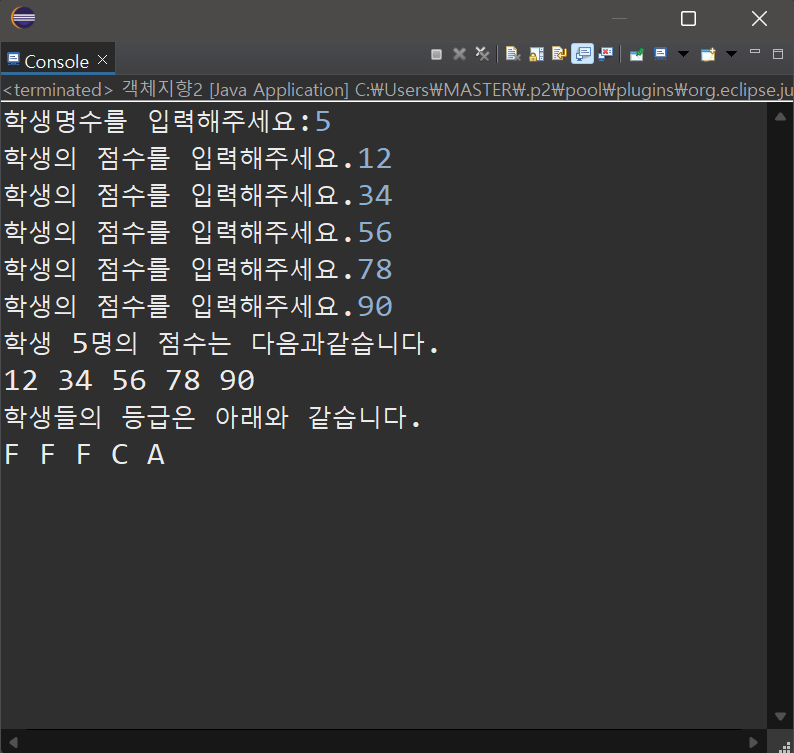 Console
<terminated> 객체지향2 [Java Application] C:₩Users₩MASTER₩.p2₩pool₩plugins₩org.eclipse.ju
학생명수를 입력해주세요:5
학생의 점수를 입력해주세요.12
학생의 점수를 입력해주세요.34
학생의 점수를 입력해주세요.56
학생의 점수를 입력해주세요.78
학생의 점수를 입력해주세요.90
학생 5명의 점수는 다음과같습니다.
12 34 56 78 90
학생들의 등급은 아래와 같습니다.
F F F C A